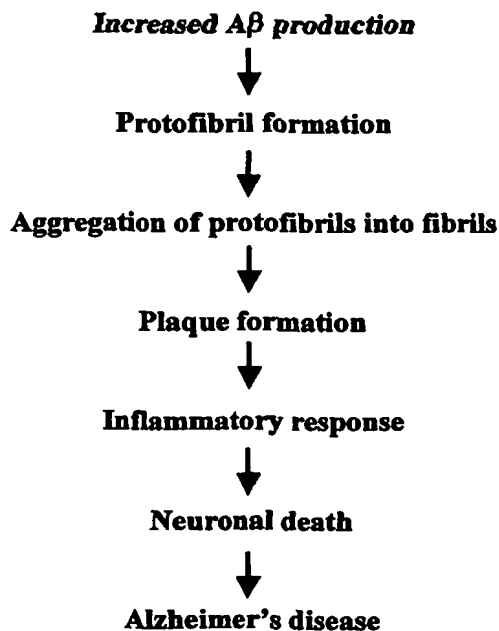 Increased Aβ production
Protofibril formation
Aggregation of protofibrils into fibrils
Plaque formation
Inflammatory response
Neuronal death
Alzheimer's disease